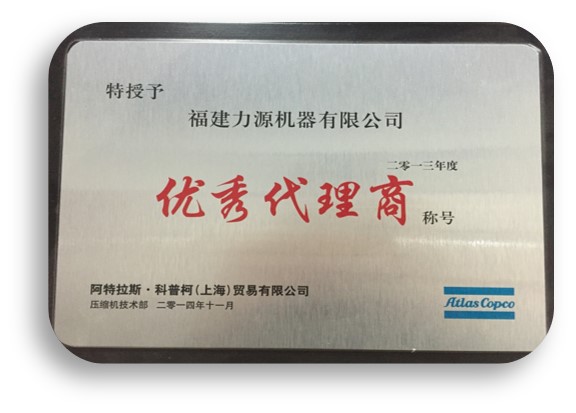 特授予
福建力源机器有限公司
二零一三年度
优秀代理商
称号
阿特拉斯·科普柯(上海)贸易有限公司
压缩机技术部 二零一四年十一月
Atlas Copco